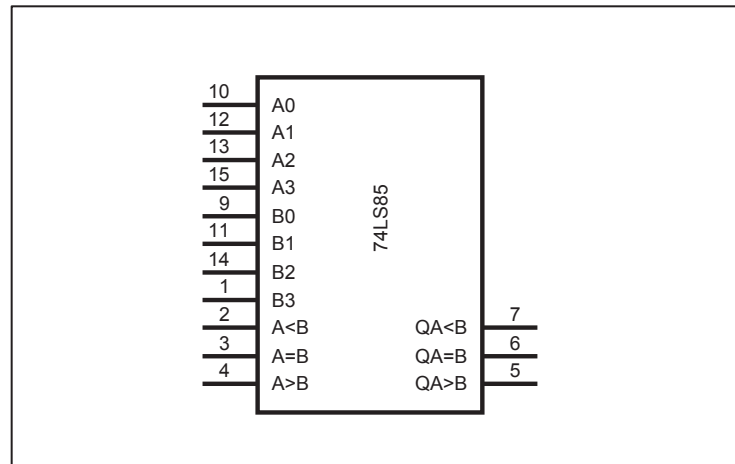 10 A0
12 A1
13 A2
15 A3
9 B0
11 B1
14 B2
1 B3
2 A<B QA<B 7
3 A=B QA=B 6
4 A>B QA>B 5
74LS85